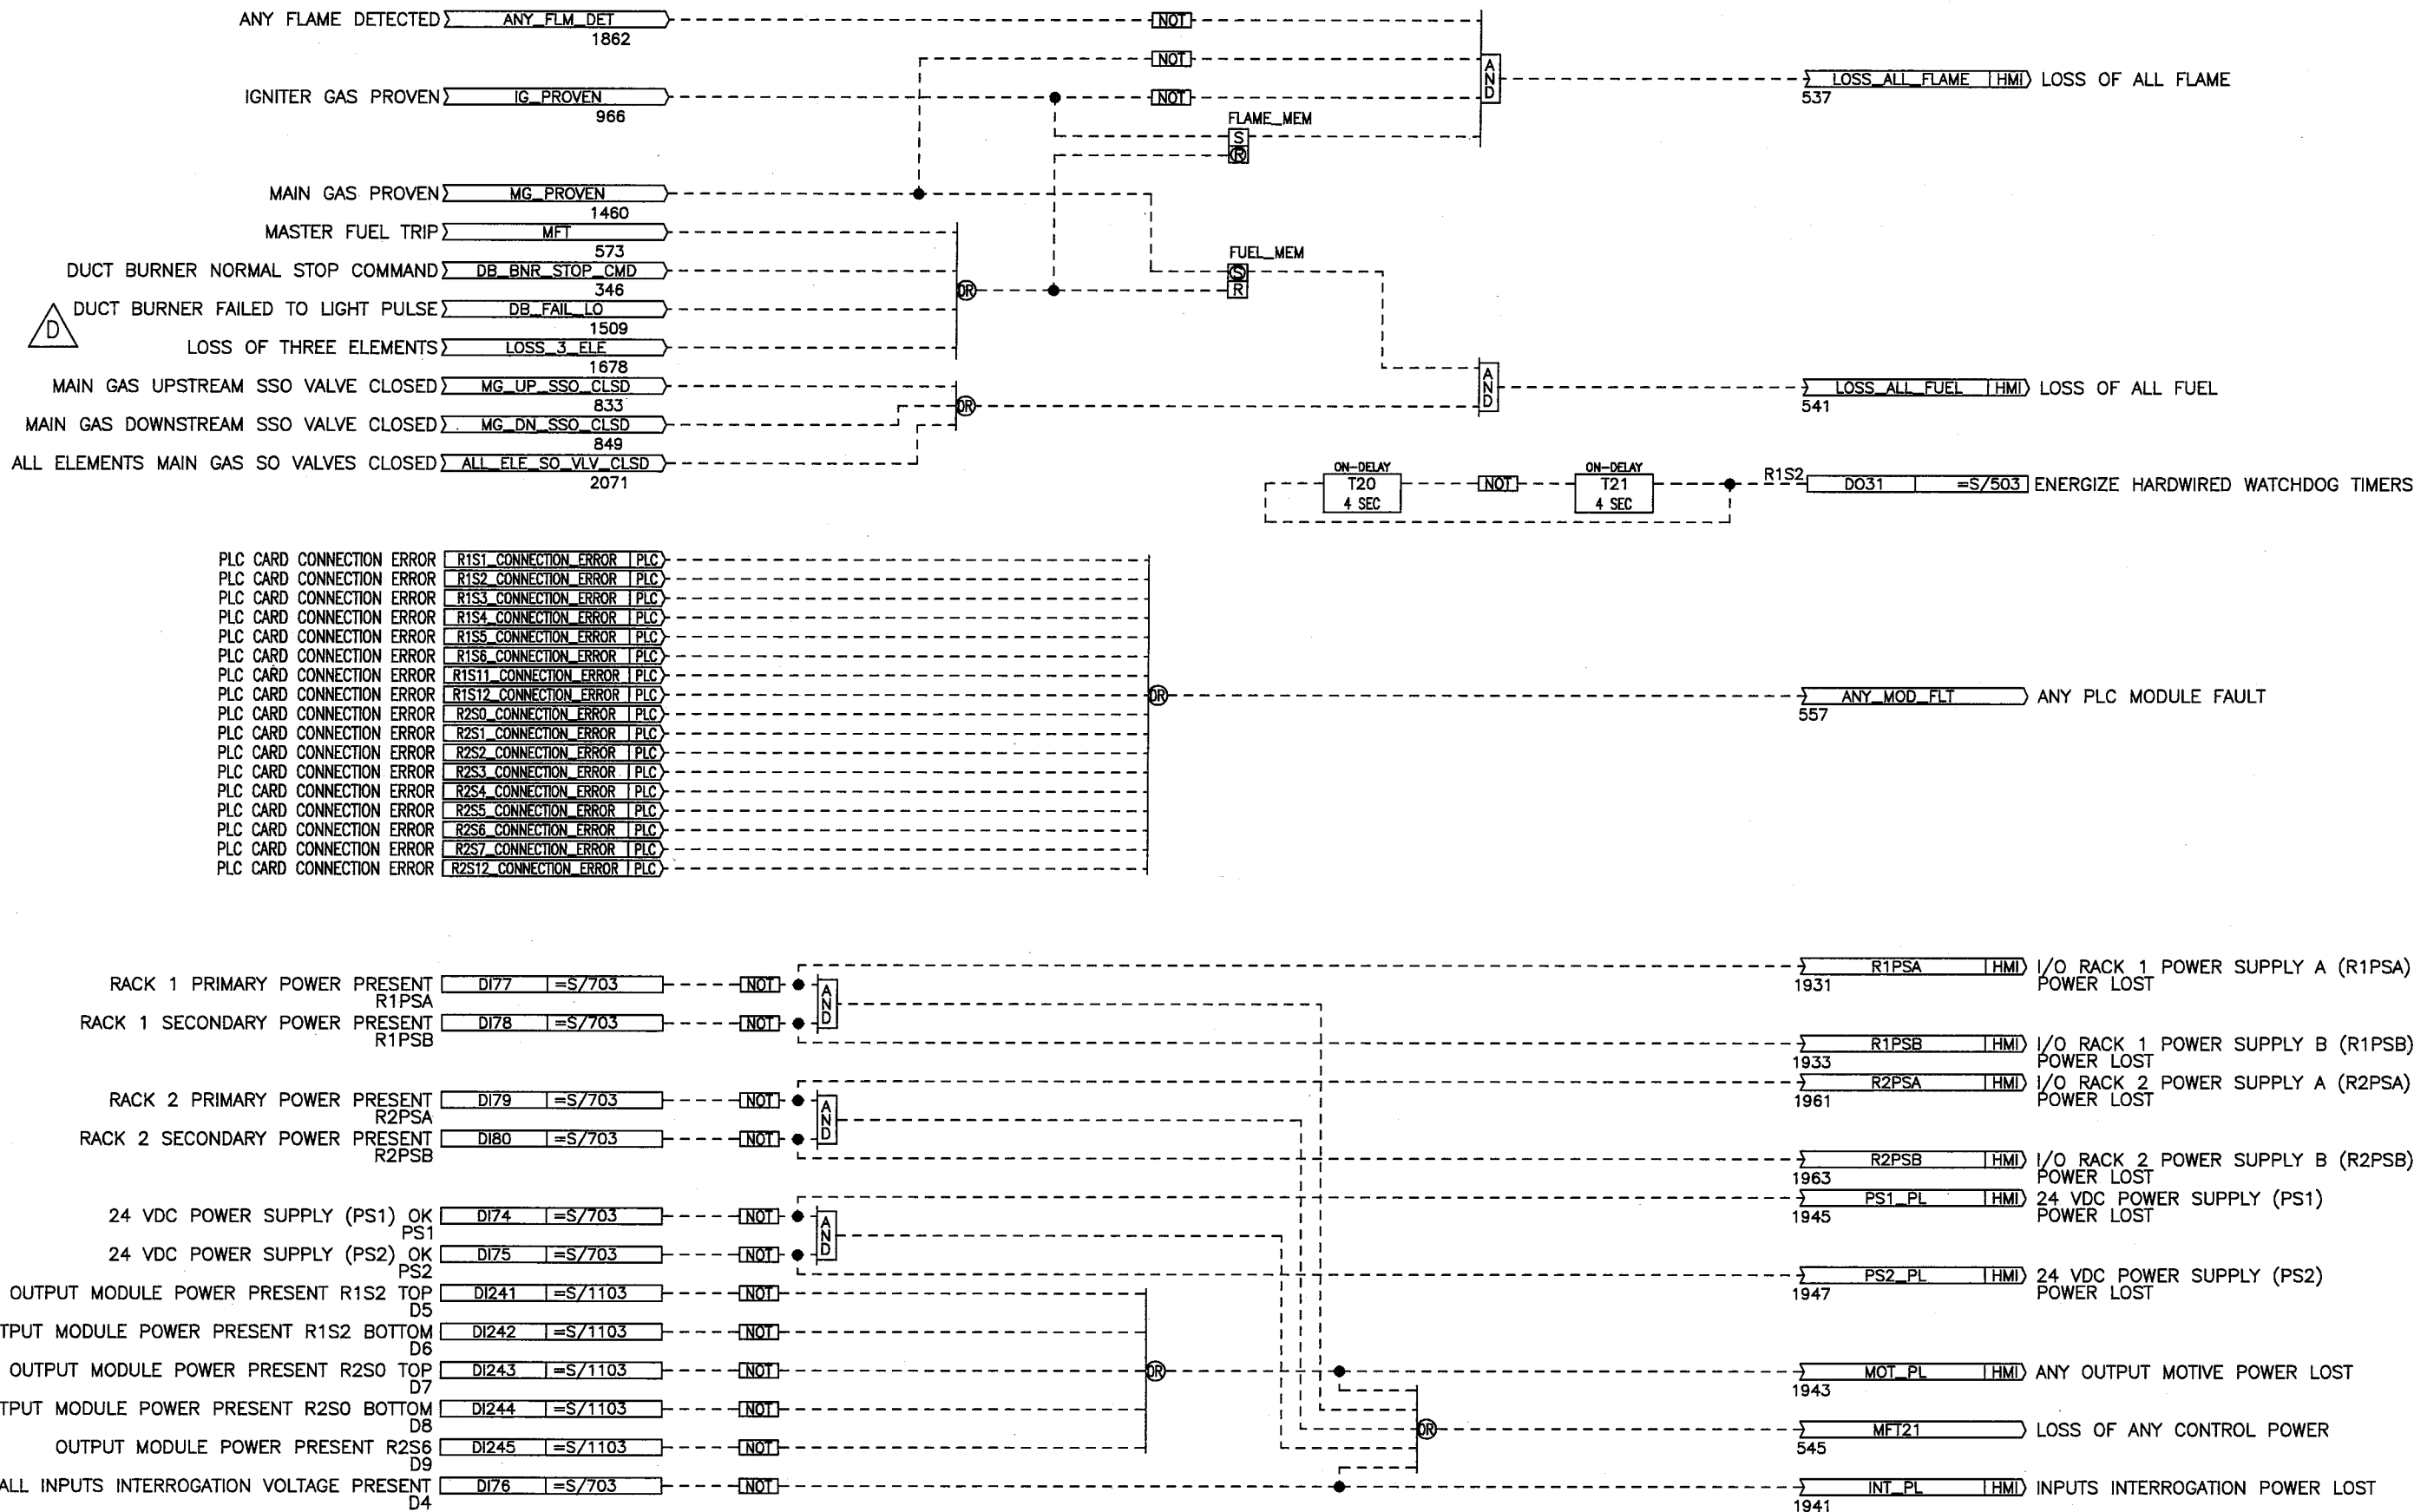 ANY FLAME DETECTED ANY_FLM_DET NOT
1862
NOT
AND
LOSS_ALL_FLAME HMI LOSS OF ALL FLAME
537
IGNITER GAS PROVEN IG_PROVEN NOT
966
FLAME_MEM
S
R
MAIN GAS PROVEN MG_PROVEN
1460
MASTER FUEL TRIP MFT
573
FUEL_MEM
DUCT BURNER NORMAL STOP COMMAND DB_BNR_STOP_CMD S
346
OR R
D
DUCT BURNER FAILED TO LIGHT PULSE DB_FAIL_LO
1509
LOSS OF THREE ELEMENTS LOSS_3_ELE
1678
MAIN GAS UPSTREAM SSO VALVE CLOSED MG_UP_SSO_CLSD AND LOSS_ALL_FUEL HMI LOSS OF ALL FUEL
833
OR
541
MAIN GAS DOWNSTREAM SSO VALVE CLOSED MG_DN_SSO_CLSD
849
ALL ELEMENTS MAIN GAS SO VALVES CLOSED ALL_ELE_SO_VLV_CLSD
2071
ON-DELAY ON-DELAY
T20 NOT T21 R1S2 DO31 =S/503 ENERGIZE HARDWIRED WATCHDOG TIMERS
4 SEC 4 SEC
PLC CARD CONNECTION ERROR R1S1_CONNECTION_ERROR PLC
PLC CARD CONNECTION ERROR R1S2_CONNECTION_ERROR PLC
PLC CARD CONNECTION ERROR R1S3_CONNECTION_ERROR PLC
PLC CARD CONNECTION ERROR R1S4_CONNECTION_ERROR PLC
PLC CARD CONNECTION ERROR R1S5_CONNECTION_ERROR PLC
PLC CARD CONNECTION ERROR R1S6_CONNECTION_ERROR PLC
PLC CARD CONNECTION ERROR R1S11_CONNECTION_ERROR PLC
PLC CARD CONNECTION ERROR R1S12_CONNECTION_ERROR PLC OR ANY_MOD_FLT ANY PLC MODULE FAULT
557
PLC CARD CONNECTION ERROR R2S0_CONNECTION_ERROR PLC
PLC CARD CONNECTION ERROR R2S1_CONNECTION_ERROR PLC
PLC CARD CONNECTION ERROR R2S2_CONNECTION_ERROR PLC
PLC CARD CONNECTION ERROR R2S3_CONNECTION_ERROR PLC
PLC CARD CONNECTION ERROR R2S4_CONNECTION_ERROR PLC
PLC CARD CONNECTION ERROR R2S5_CONNECTION_ERROR PLC
PLC CARD CONNECTION ERROR R2S6_CONNECTION_ERROR PLC
PLC CARD CONNECTION ERROR R2S7_CONNECTION_ERROR PLC
PLC CARD CONNECTION ERROR R2S12_CONNECTION_ERROR PLC
R1PSA HMI I/O RACK 1 POWER SUPPLY A (R1PSA)
1931 POWER LOST
RACK 1 PRIMARY POWER PRESENT DI77 =S/703 NOT
R1PSA
AND
RACK 1 SECONDARY POWER PRESENT DI78 =S/703 NOT
R1PSB
R1PSB HMI I/O RACK 1 POWER SUPPLY B (R1PSB)
1933 POWER LOST
R2PSA HMI I/O RACK 2 POWER SUPPLY A (R2PSA)
1961 POWER LOST
RACK 2 PRIMARY POWER PRESENT DI79 =S/703 NOT
R2PSA
AND
RACK 2 SECONDARY POWER PRESENT DI80 =S/703 NOT
R2PSB
R2PSB HMI I/O RACK 2 POWER SUPPLY B (R2PSB)
1963 POWER LOST
PS1_PL HMI 24 VDC POWER SUPPLY (PS1)
1945 POWER LOST
24 VDC POWER SUPPLY (PS1) OK DI74 =S/703 NOT
PS1
AND
24 VDC POWER SUPPLY (PS2) OK DI75 =S/703 NOT
PS2
PS2_PL HMI 24 VDC POWER SUPPLY (PS2)
1947 POWER LOST
OUTPUT MODULE POWER PRESENT R1S2 TOP DI241 =S/1103 NOT
D5
TPUT MODULE POWER PRESENT R1S2 BOTTOM DI242 =S/1103 NOT
D6
OUTPUT MODULE POWER PRESENT R2S0 TOP DI243 =S/1103 NOT OR MOT_PL HMI ANY OUTPUT MOTIVE POWER LOST
D7 1943
TPUT MODULE POWER PRESENT R2S0 BOTTOM DI244 =S/1103 NOT
D8
OR MFT21 LOSS OF ANY CONTROL POWER
545
OUTPUT MODULE POWER PRESENT R2S6 DI245 =S/1103 NOT
D9
ALL INPUTS INTERROGATION VOLTAGE PRESENT DI76 =S/703 NOT INT_PL HMI INPUTS INTERROGATION POWER LOST
D4 1941